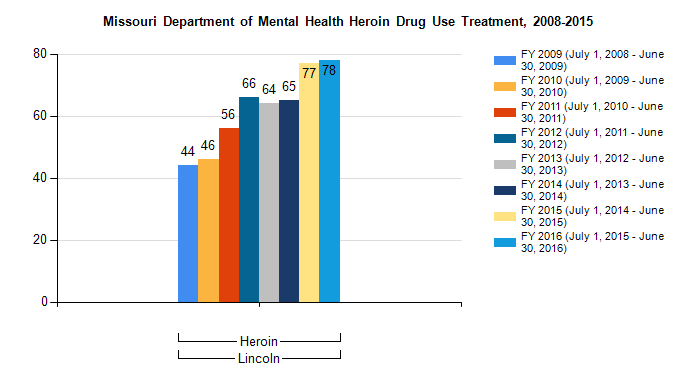 Missouri Department of Mental Health Heroin Drug Use Treatment, 2008-2015
80
60
40
20
0
44
46
56
66
64
65
77
78
Heroin
Lincoln
FY 2009 (July 1, 2008 - June
30, 2009)
FY 2010 (July 1, 2009 - June
30, 2010)
FY 2011 (July 1, 2010 - June
30, 2011)
FY 2012 (July 1, 2011 - June
30, 2012)
FY 2013 (July 1, 2012 - June
30, 2013)
FY 2014 (July 1, 2013 - June
30, 2014)
FY 2015 (July 1, 2014 - June
30, 2015)
FY 2016 (July 1, 2015 - June
30, 2016)